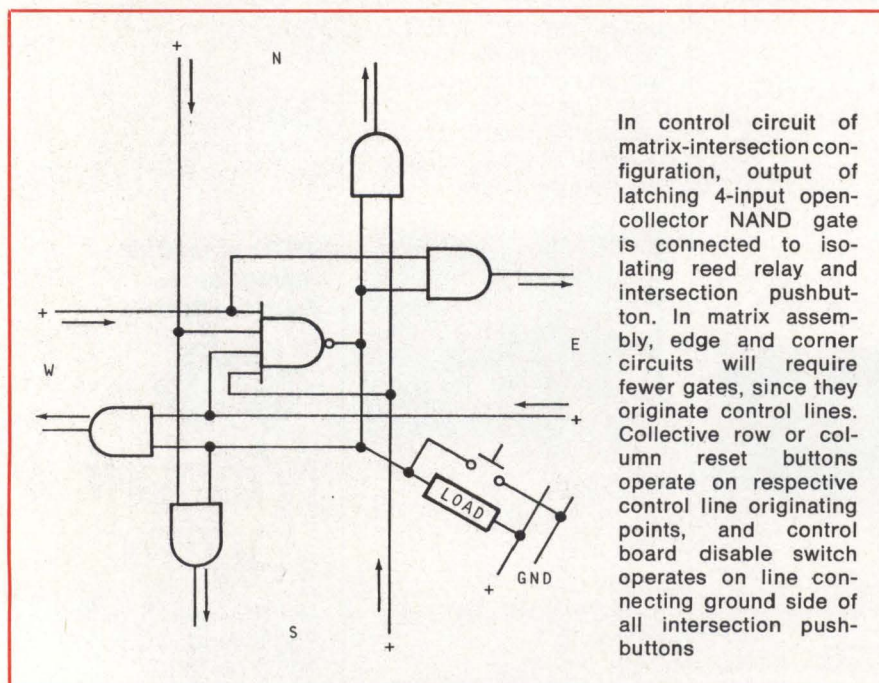 +
N
+
W
E
+
LOAD
+
GND
S
+
In control circuit of
matrix-intersection con-
figuration, output of
latching 4-input open-
collector NAND gate
is connected to iso-
lating reed relay and
intersection pushbut-
ton. In matrix assem-
bly, edge and corner
circuits will require
fewer gates, since they
originate control lines.
Collective row or col-
umn reset buttons
operate on respective
control line originating
points, and control
board disable switch
operates on line con-
necting ground side of
all intersection push-
buttons